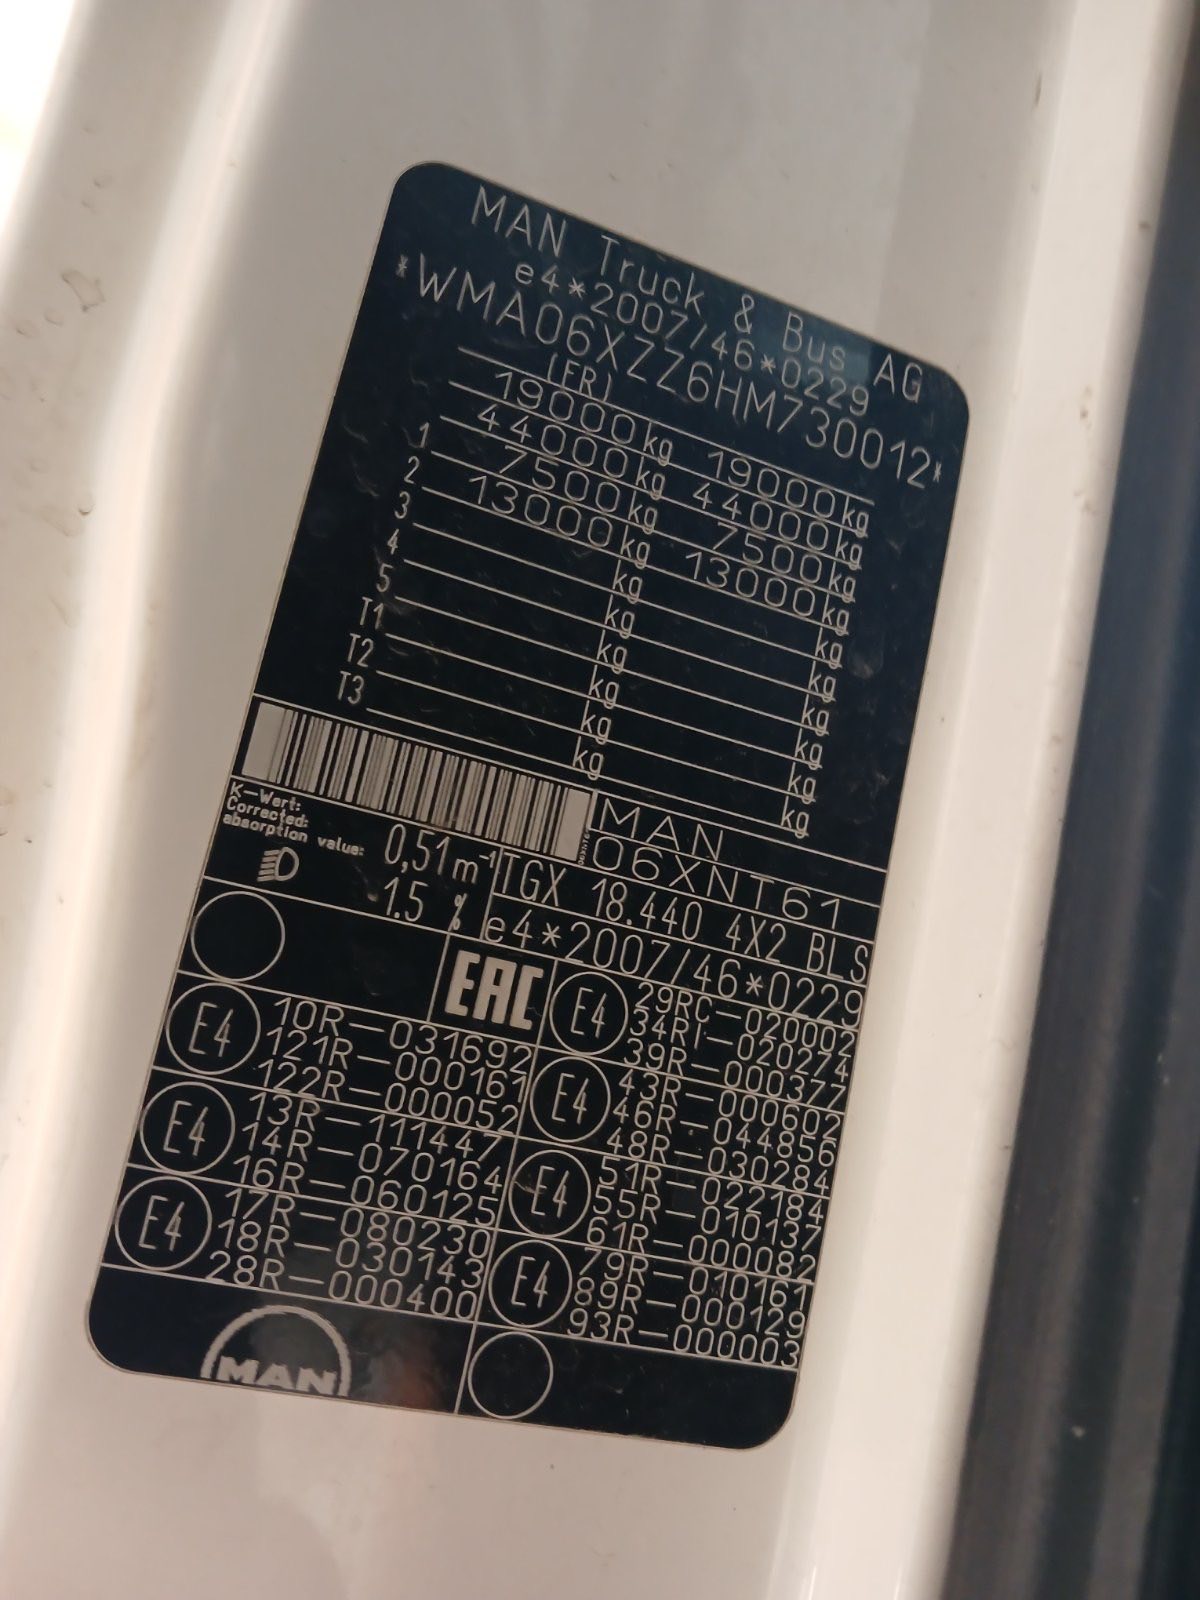 MAN Truck & Bus AG
e4*2007/46*0229
*WMA06XZZ6HM730012*
(FR)
19000kg 19000kg
44000kg 44000kg
1 7500kg 7500kg
2 13000kg 13000kg
3 kg kg
4 kg kg
5 kg kg
T1 kg kg
T2 kg kg
T3 kg kg
MAN
06XNT61
K-Wert:
Corrected:
absorption value: 0,51m⁻¹
1.5 %
TGX 18.440 4X2 BLS
e4*2007/46*0229
EAC
E4
10R-031692
121R-000161
122R-000052
E4
13R-111447
14R-070164
16R-060125
E4
17R-080230
18R-030143
28R-000400
E4
29RC-020002
34RI-020274
39R-000377
E4
43R-000602
46R-044856
48R-030284
E4
51R-022184
55R-010137
61R-000082
E4
79R-010161
89R-000129
93R-000003
MAN